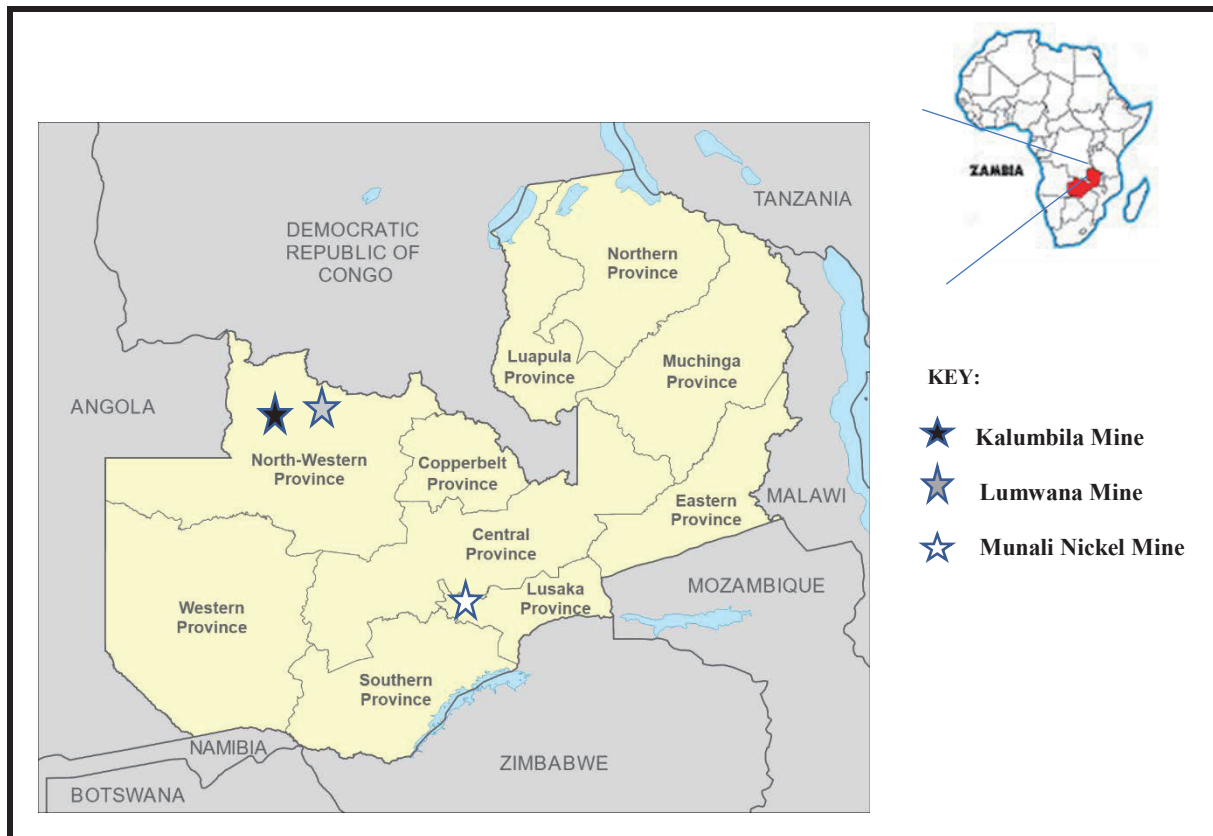 ZAMBIA
TANZANIA
DEMOCRATIC
REPUBLIC OF
CONGO
Northern
Province
Luapula
Province
Muchinga
Province
ANGOLA
North-Western
Province
Copperbelt
Province
Eastern
Province
MALAWI
Central
Province
MOZAMBIQUE
Lusaka
Province
Western
Province
Southern
Province
NAMIBIA
ZIMBABWE
BOTSWANA
KEY:
Kalumbila Mine
Lumwana Mine
Munali Nickel Mine